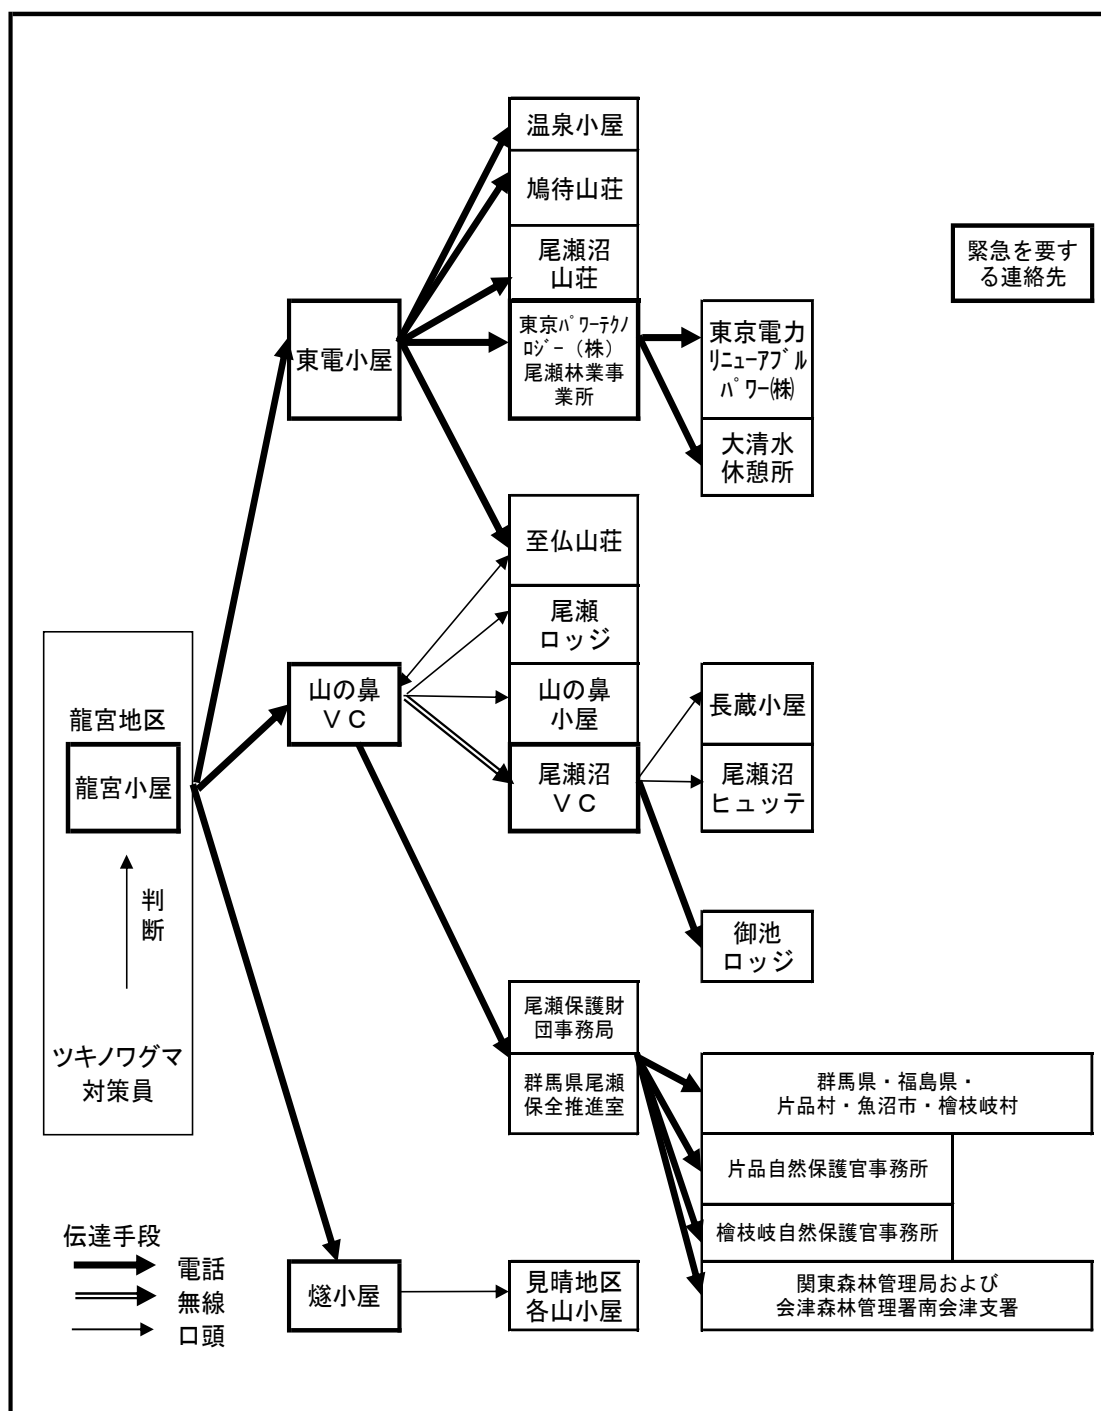 温泉小屋
鳩待山荘
尾瀬沼
山荘
緊急を要す
る連絡先
東電小屋
東京ﾊﾟﾜｰﾃｸﾉ
ﾛｼﾞｰ（株）
尾瀬林業事
業所
東京電力
ﾘﾆｭｰｱﾌﾞﾙ
ﾊﾟﾜｰ㈱
大清水
休憩所
至仏山荘
尾瀬
ロッジ
山の鼻
ＶＣ
山の鼻
小屋
長蔵小屋
龍宮地区
龍宮小屋
尾瀬沼
ＶＣ
尾瀬沼
ヒュッテ
判
断
御池
ロッジ
ツキノワグマ
対策員
尾瀬保護財
団事務局
群馬県尾瀬
保全推進室
群馬県・福島県・
片品村・魚沼市・檜枝岐村
片品自然保護官事務所
檜枝岐自然保護官事務所
関東森林管理局および
会津森林管理署南会津支署
伝達手段
電話
無線
口頭
燧小屋
見晴地区
各山小屋